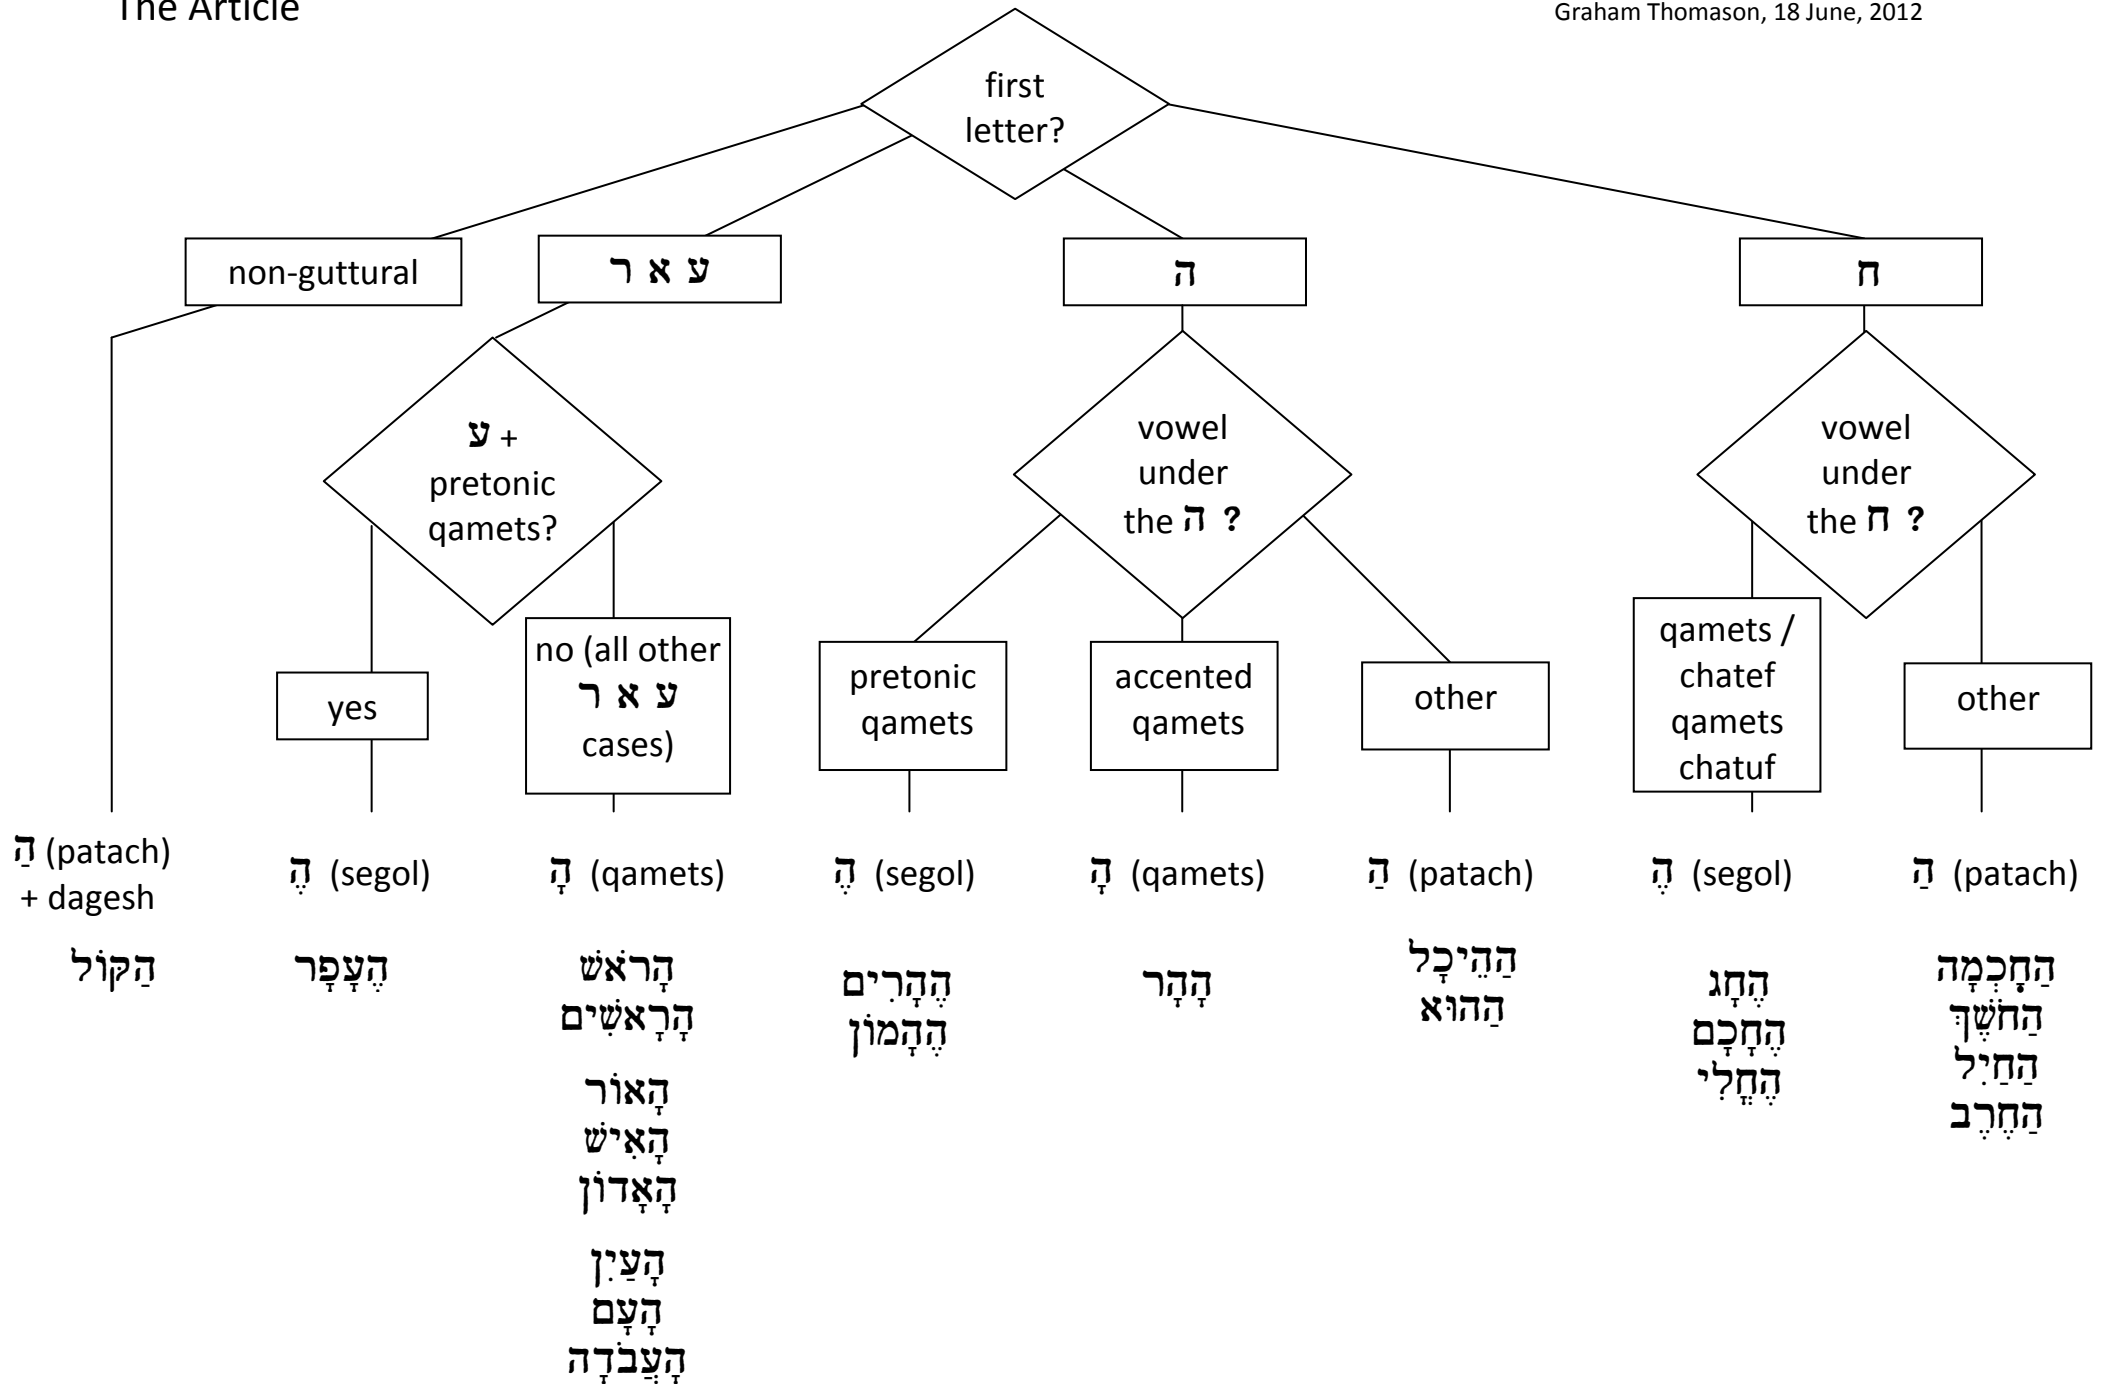 The Article
Graham Thomason, 18 June, 2012
first
letter?
non-guttural
ע א ר
ה
ח
ע +
pretonic
qamets?
vowel
under
the ה ?
vowel
under
the ח ?
yes
no (all other
ע א ר
cases)
pretonic
qamets
accented
qamets
other
qamets /
chatef
qamets
chatuf
other
הַ (patach)
+ dagesh
הֶ (segol)
הָ (qamets)
הֶ (segol)
הָ (qamets)
הַ (patach)
הֶ (segol)
הַ (patach)
הַקּוֹל
הֶעָפָר
הָרֹאשׁ
הָרָאשִׁים
הָאוֹר
הָאִישׁ
הָאָדוֹן
הָעַיִן
הָעָם
הָעֲבֹדָה
הֶהָרִים
הֶהָמוֹן
הָהָר
הַהֵיכָל
הַהוּא
הֶחָג
הֶחָכָם
הֶחֳלִי
הַחָכְמָה
הַחֹשֶׁךְ
הַחַיִל
הַחֶרֶב